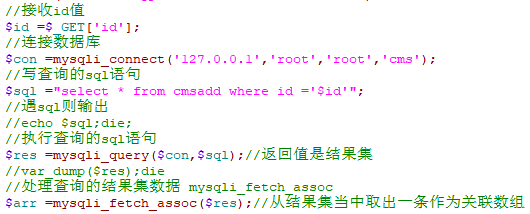 //接收id值
$id =$_GET['id'];
//连接数据库
$con =mysqli_connect('127.0.0.1','root','root','cms');
//写查询的sql语句
$sql ="select * from cmsadd where id ='$id'";
//遇sql则输出
//echo $sql;die;
//执行查询的sql语句
$res =mysqli_query($con,$sql);//返回值是结果集
//var_dump($res);die
//处理查询的结果集数据 mysqli_fetch_assoc
$arr =mysqli_fetch_assoc($res);//从结果集当中取出一条作为关联数组